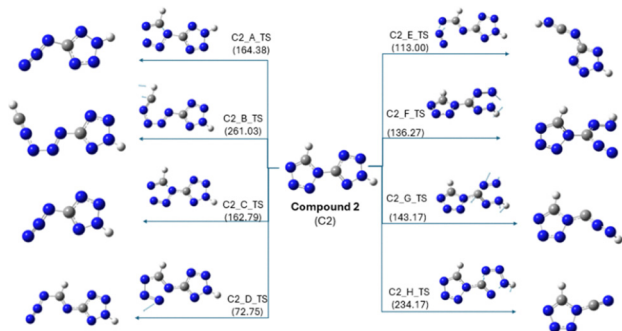 C2_A_TS
(164.38)
C2_B_TS
(261.03)
C2_C_TS
(162.79)
C2_D_TS
(72.75)
Compound 2
(C2)
C2_E_TS
(113.00)
C2_F_TS
(136.27)
C2_G_TS
(143.17)
C2_H_TS
(234.17)